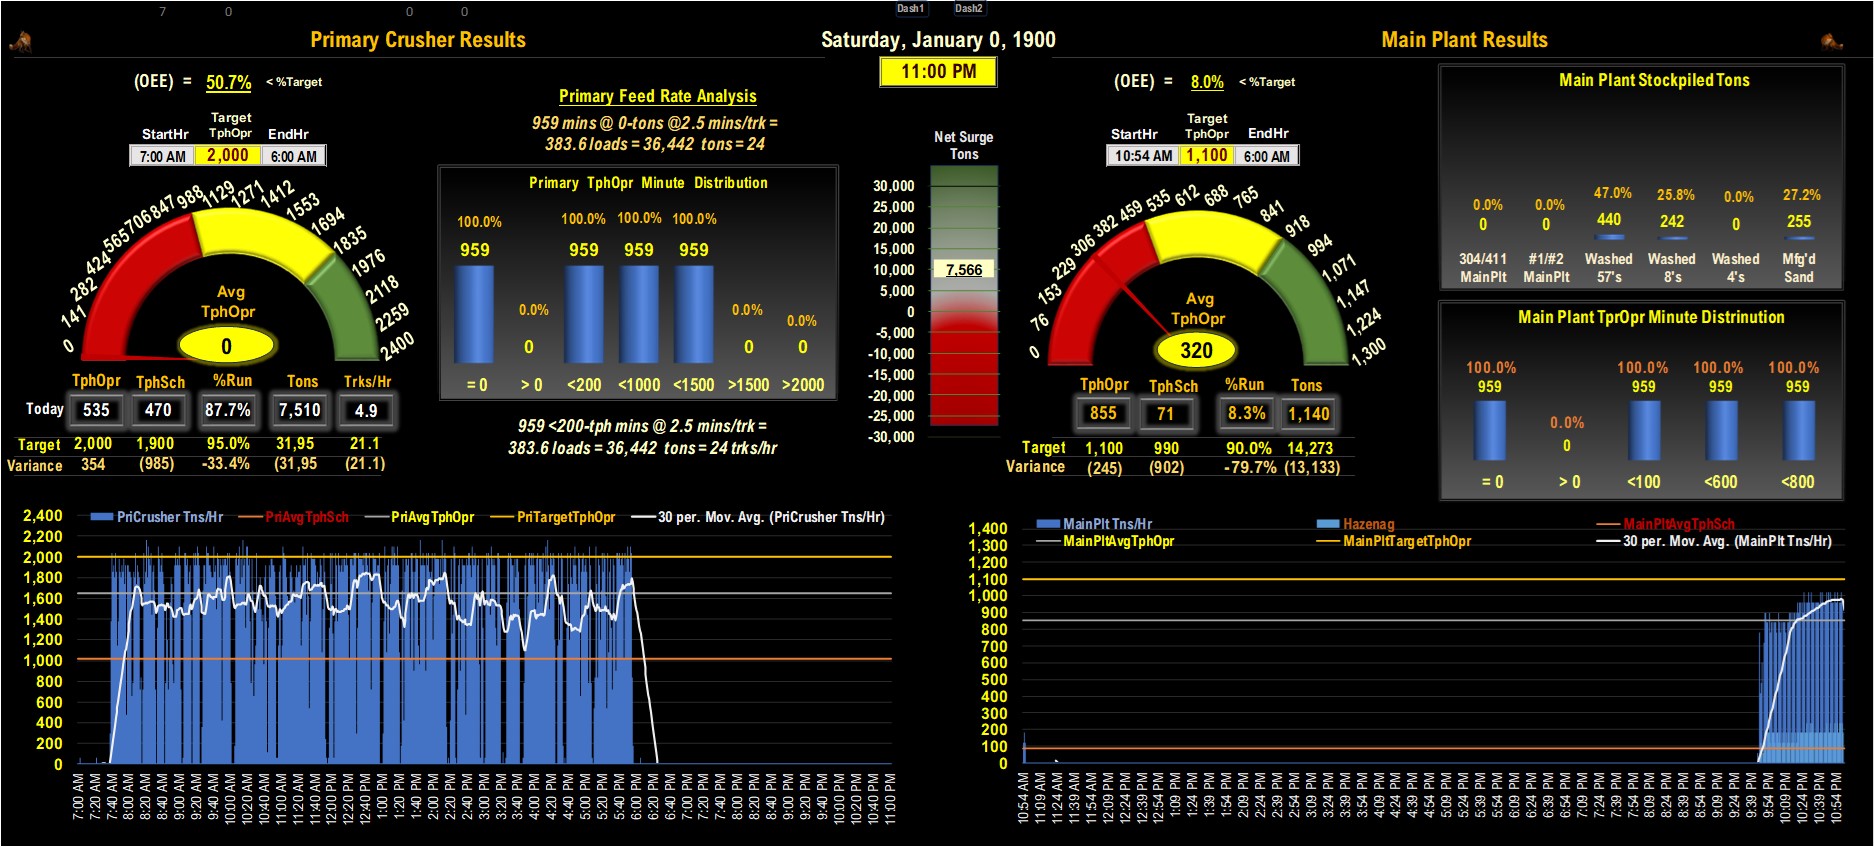 7 0 0 0 Dash1 Dash2
Primary Crusher Results
Saturday, January 0, 1900
Main Plant Results
11:00 PM
(OEE) = 50.7% < %Target
StartHr Target TphOpr EndHr
7:00 AM 2,000 6:00 AM
0 141 282 424 565 706 847 988 1129 1271 1412 1553 1694 1835 1976 2118 2259 2400
Avg
TphOpr
0
TphOpr TphSch %Run Tons Trks/Hr
Today 535 470 87.7% 7,510 4.9
Target 2,000 1,900 95.0% 31,95 21.1
Variance 354 (985) -33.4% (31,95 (21.1)
Primary Feed Rate Analysis
959 mins @ 0-tons @2.5 mins/trk =
383.6 loads = 36,442 tons = 24
Primary TphOpr Minute Distribution
100.0% 0.0% 100.0% 100.0% 100.0% 0.0% 0.0%
959 0 959 959 959 0 0
= 0 > 0 <200 <1000 <1500 >1500 >2000
959 <200-tph mins @ 2.5 mins/trk =
383.6 loads = 36,442 tons = 24 trks/hr
Net Surge
Tons
30,000
25,000
20,000
15,000
10,000
7,566
5,000
0
-5,000
-10,000
-15,000
-20,000
-25,000
-30,000
(OEE) = 8.0% < %Target
StartHr Target TphOpr EndHr
10:54 AM 1,100 6:00 AM
0 76 153 229 306 382 459 535 612 688 765 841 918 994 1,071 1,147 1,224 1,300
Avg
TphOpr
320
TphOpr TphSch %Run Tons
855 71 8.3% 1,140
Target 1,100 990 90.0% 14,273
Variance (245) (902) -79.7% (13,133)
Main Plant Stockpiled Tons
0.0% 0.0% 47.0% 25.8% 0.0% 27.2%
0 0 440 242 0 255
304/411 #1/#2 Washed Washed Washed Mfg'd
MainPlt MainPlt 57's 8's 4's Sand
Main Plant TprOpr Minute Distrinution
100.0% 0.0% 100.0% 100.0% 100.0%
959 0 959 959 959
= 0 > 0 <100 <600 <800
PriCrusher Tns/Hr PriAvgTphSch PriAvgTphOpr PriTargetTphOpr 30 per. Mov. Avg. (PriCrusher Tns/Hr)
2,400
2,200
2,000
1,800
1,600
1,400
1,200
1,000
800
600
400
200
0
7:00 AM 7:20 AM 7:40 AM 8:00 AM 8:20 AM 8:40 AM 9:00 AM 9:20 AM 9:40 AM 10:00 AM 10:20 AM 10:40 AM 11:00 AM 11:20 AM 11:40 AM 12:00 PM 12:20 PM 12:40 PM 1:00 PM 1:20 PM 1:40 PM 2:00 PM 2:20 PM 2:40 PM 3:00 PM 3:20 PM 3:40 PM 4:00 PM 4:20 PM 4:40 PM 5:00 PM 5:20 PM 5:40 PM 6:00 PM 6:20 PM 6:40 PM 7:00 PM 7:20 PM 7:40 PM 8:00 PM 8:20 PM 8:40 PM 9:00 PM 9:20 PM 9:40 PM 10:00 PM 10:20 PM 10:40 PM 11:00 PM
MainPlt Tns/Hr Hazenag MainPltAvgTphSch
MainPltAvgTphOpr MainPltTargetTphOpr 30 per. Mov. Avg. (MainPlt Tns/Hr)
1,400
1,300
1,200
1,100
1,000
900
800
700
600
500
400
300
200
100
0
10:54 AM 11:09 AM 11:24 AM 11:39 AM 11:54 AM 12:09 PM 12:24 PM 12:39 PM 12:54 PM 1:09 PM 1:24 PM 1:39 PM 1:54 PM 2:09 PM 2:24 PM 2:39 PM 2:54 PM 3:09 PM 3:24 PM 3:39 PM 3:54 PM 4:09 PM 4:24 PM 4:39 PM 4:54 PM 5:09 PM 5:24 PM 5:39 PM 5:54 PM 6:09 PM 6:24 PM 6:39 PM 6:54 PM 7:09 PM 7:24 PM 7:39 PM 7:54 PM 8:09 PM 8:24 PM 8:39 PM 8:54 PM 9:09 PM 9:24 PM 9:39 PM 9:54 PM 10:09 PM 10:24 PM 10:39 PM 10:54 PM